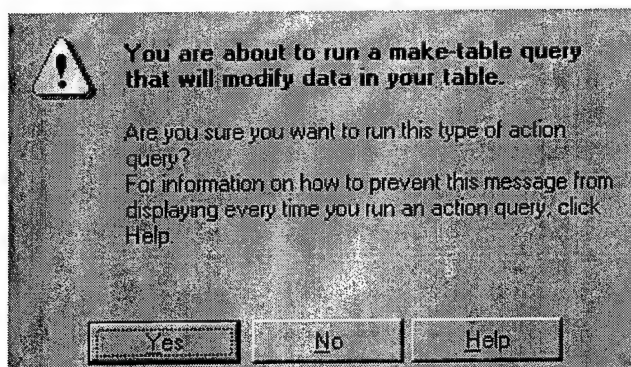 You are about to run a make-table query
that will modify data in your table.
Are you sure you want to run this type of action
query?
For information on how to prevent this message from
displaying every time you run an action query, click
Help.
Yes
No
Help